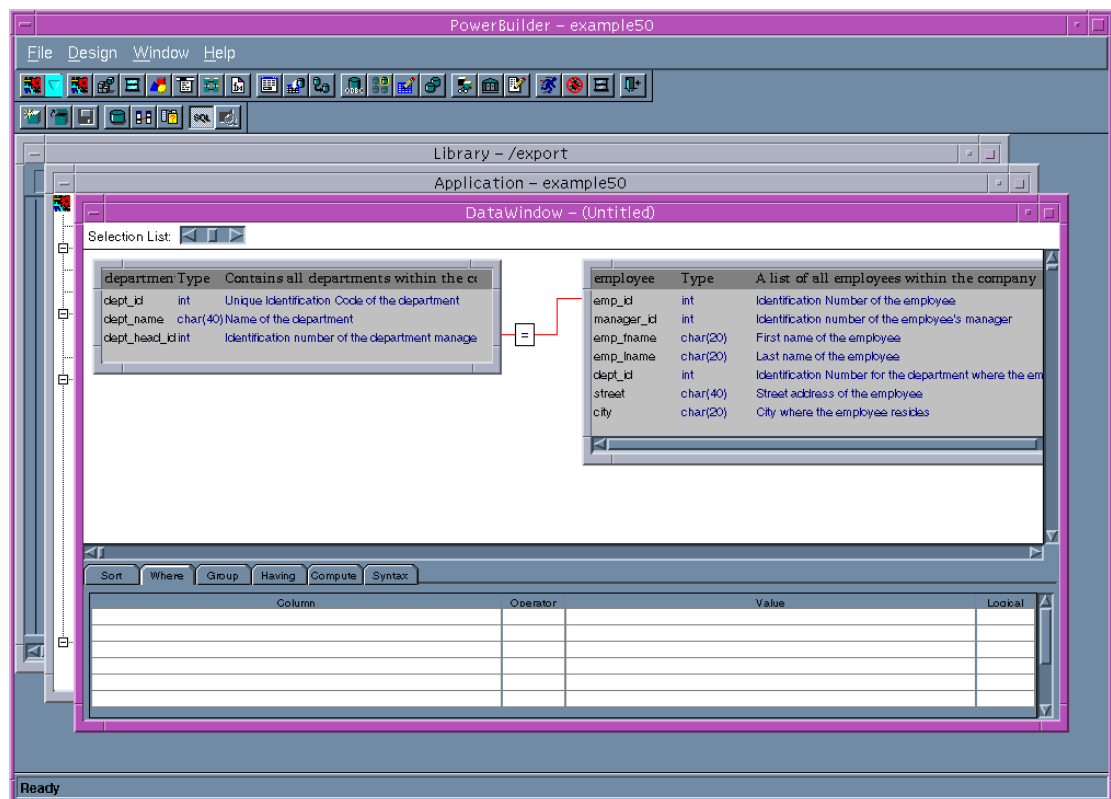 PowerBuilder – example50
File Design Window Help
SQL
Library – /export
Application – example50
DataWindow – (Untitled)
Selection List:
departmen Type Contains all departments within the co
dept_id int Unique Identification Code of the department
dept_name char(40) Name of the department
dept_head_id int Identification number of the department manage
=
employee Type A list of all employees within the company
emp_id int Identification Number of the employee
manager_id int Identification number of the employee's manager
emp_fname char(20) First name of the employee
emp_lname char(20) Last name of the employee
dept_id int Identification Number for the department where the em
street char(40) Street address of the employee
city char(20) City where the employee resides
Sort Where Group Having Compute Syntax
Column Operator Value Logical
Ready